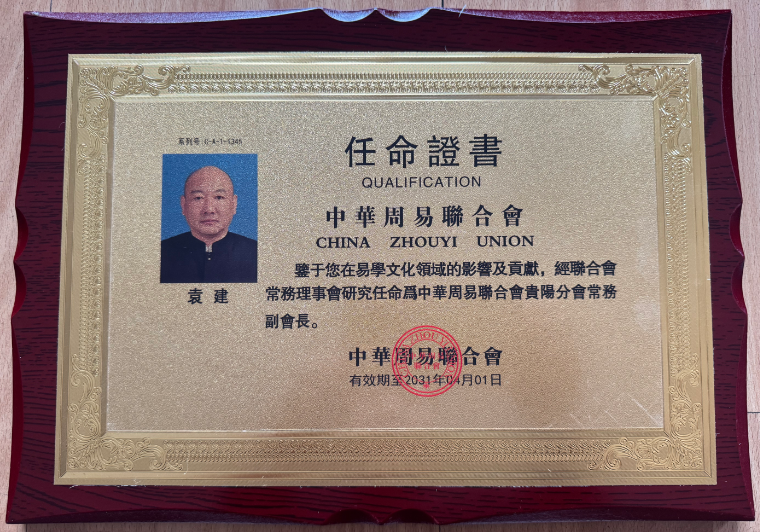 系列号:C-A-T-1346
任命證書
QUALIFICATION
中華周易聯合會
CHINA ZHOUYI UNION
鑒于您在易學文化領域的影響及貢獻，經聯合會
常務理事會研究任命爲中華周易聯合會貴陽分會常務
副會長。
袁建
中華周易聯合會
有效期至2031年04月01日